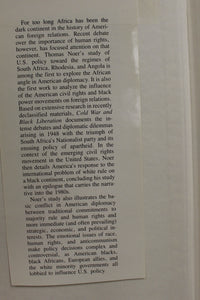 For too long Africa has been the
dark continent in the history of Amer-
ican foreign relations. Recent debate
over the importance of human rights,
however, has focused attention on that
continent. Thomas Noer's study of
U.S. policy toward the regimes of
South Africa, Rhodesia, and Angola is
among the first to explore the African
angle in American diplomacy. It is also
the first work to analyze the influence
of the American civil rights and black
power movements on foreign relations.
Based on extensive research in recently
declassified materials, Cold War and
Black Liberation documents the in-
tense debates and diplomatic dilemmas
arising in 1948 with the triumph of
South Africa's Nationalist party and its
ensuing policy of apartheid. In the
context of the emerging civil rights
movement in the United States, Noer
then details America's response to the
international problem of white rule on
a black continent, concluding his study
with an epilogue that carries the narra-
tive into the 1980s.
Noer's study also illustrates the ba-
sic conflict in American diplomacy
between traditional commitments to
majority rule and human rights and
more immediate (and often prevailing)
strategic, economic, and political in-
terests. The emotional issues of race,
human rights, and anticommunism
make policy decisions complex and
controversial, as American blacks,
black Africans, European allies, and
the white minority governments all
lobbied to influence U.S. policy.